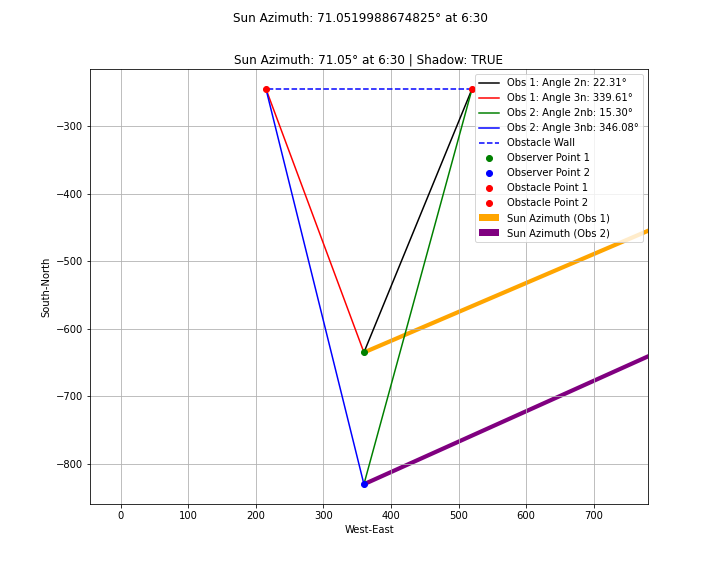 Sun Azimuth: 71.0519988674825° at 6:30
Sun Azimuth: 71.05° at 6:30 | Shadow: TRUE
Obs 1: Angle 2n: 22.31°
Obs 1: Angle 3n: 339.61°
Obs 2: Angle 2nb: 15.30°
Obs 2: Angle 3nb: 346.08°
Obstacle Wall
Observer Point 1
Observer Point 2
Obstacle Point 1
Obstacle Point 2
Sun Azimuth (Obs 1)
Sun Azimuth (Obs 2)
South-North
−300
−400
−500
−600
−700
−800
0 100 200 300 400 500 600 700
West-East